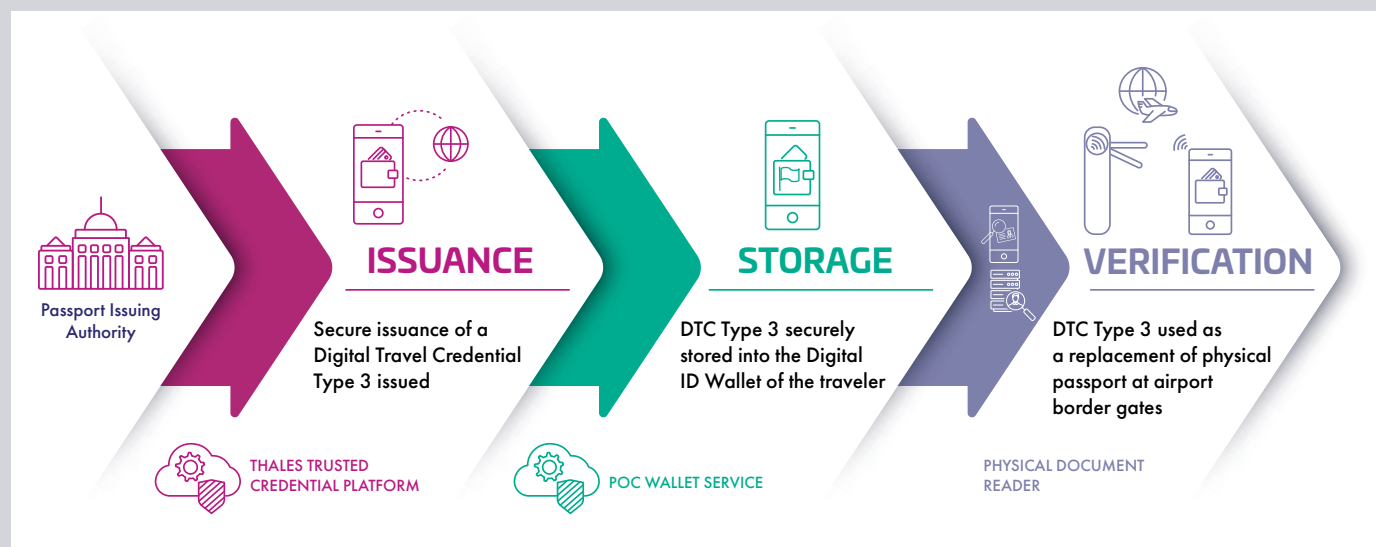 Passport Issuing
Authority
ISSUANCE
Secure issuance of a
Digital Travel Credential
Type 3 issued
THALES TRUSTED
CREDENTIAL PLATFORM
STORAGE
DTC Type 3 securely
stored into the Digital
ID Wallet of the traveler
POC WALLET SERVICE
VERIFICATION
DTC Type 3 used as
a replacement of physical
passport at airport
border gates
PHYSICAL DOCUMENT
READER